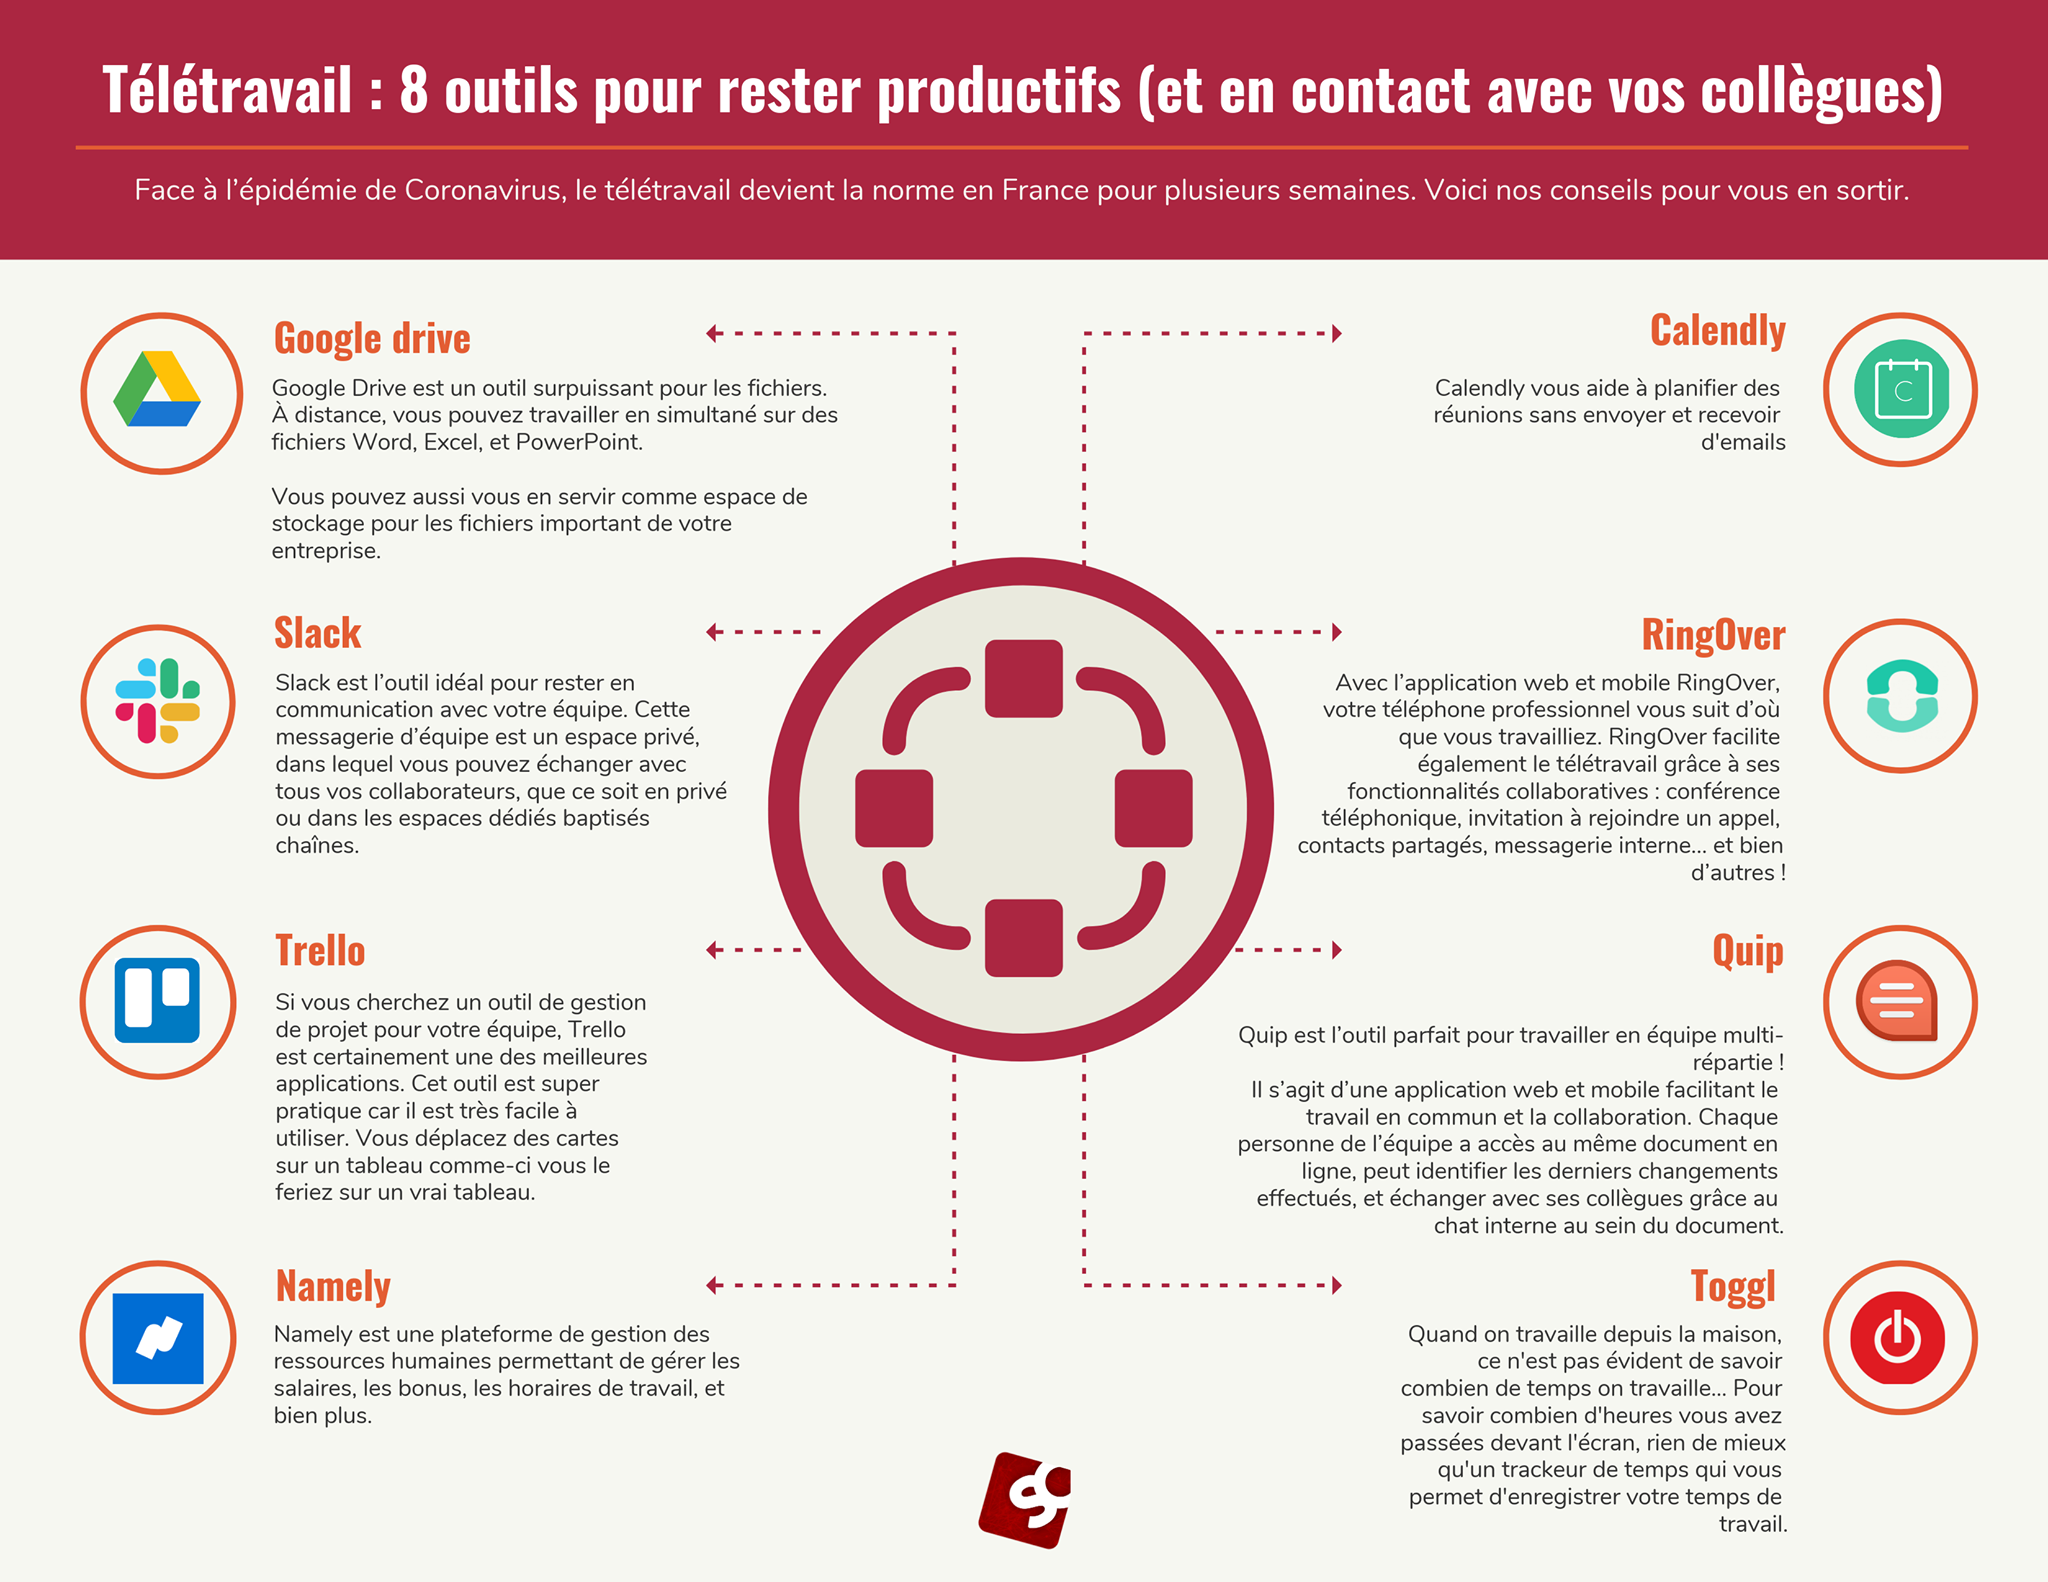 Télétravail : 8 outils pour rester productifs (et en contact avec vos collègues)
Face à l'épidémie de Coronavirus, le télétravail devient la norme en France pour plusieurs semaines. Voici nos conseils pour vous en sortir.
Google drive
Google Drive est un outil surpuissant pour les fichiers.
À distance, vous pouvez travailler en simultané sur des
fichiers Word, Excel, et PowerPoint.
Vous pouvez aussi vous en servir comme espace de
stockage pour les fichiers important de votre
entreprise.
Slack
Slack est l'outil idéal pour rester en
communication avec votre équipe. Cette
messagerie d'équipe est un espace privé,
dans lequel vous pouvez échanger avec
tous vos collaborateurs, que ce soit en privé
ou dans les espaces dédiés baptisés
chaînes.
Trello
Si vous cherchez un outil de gestion
de projet pour votre équipe, Trello
est certainement une des meilleures
applications. Cet outil est super
pratique car il est très facile à
utiliser. Vous déplacez des cartes
sur un tableau comme-ci vous le
feriez sur un vrai tableau.
Namely
Namely est une plateforme de gestion des
ressources humaines permettant de gérer les
salaires, les bonus, les horaires de travail, et
bien plus.
Calendly
C
Calendly vous aide à planifier des
réunions sans envoyer et recevoir
d'emails
RingOver
Avec l'application web et mobile RingOver,
votre téléphone professionnel vous suit d'où
que vous travailliez. RingOver facilite
également le télétravail grâce à ses
fonctionnalités collaboratives : conférence
téléphonique, invitation à rejoindre un appel,
contacts partagés, messagerie interne... et bien
d'autres !
Quip
Quip est l'outil parfait pour travailler en équipe multi-
répartie !
Il s'agit d'une application web et mobile facilitant le
travail en commun et la collaboration. Chaque
personne de l'équipe a accès au même document en
ligne, peut identifier les derniers changements
effectués, et échanger avec ses collègues grâce au
chat interne au sein du document.
Toggl
Quand on travaille depuis la maison,
ce n'est pas évident de savoir
combien de temps on travaille... Pour
savoir combien d'heures vous avez
passées devant l'écran, rien de mieux
qu'un trackeur de temps qui vous
permet d'enregistrer votre temps de
travail.